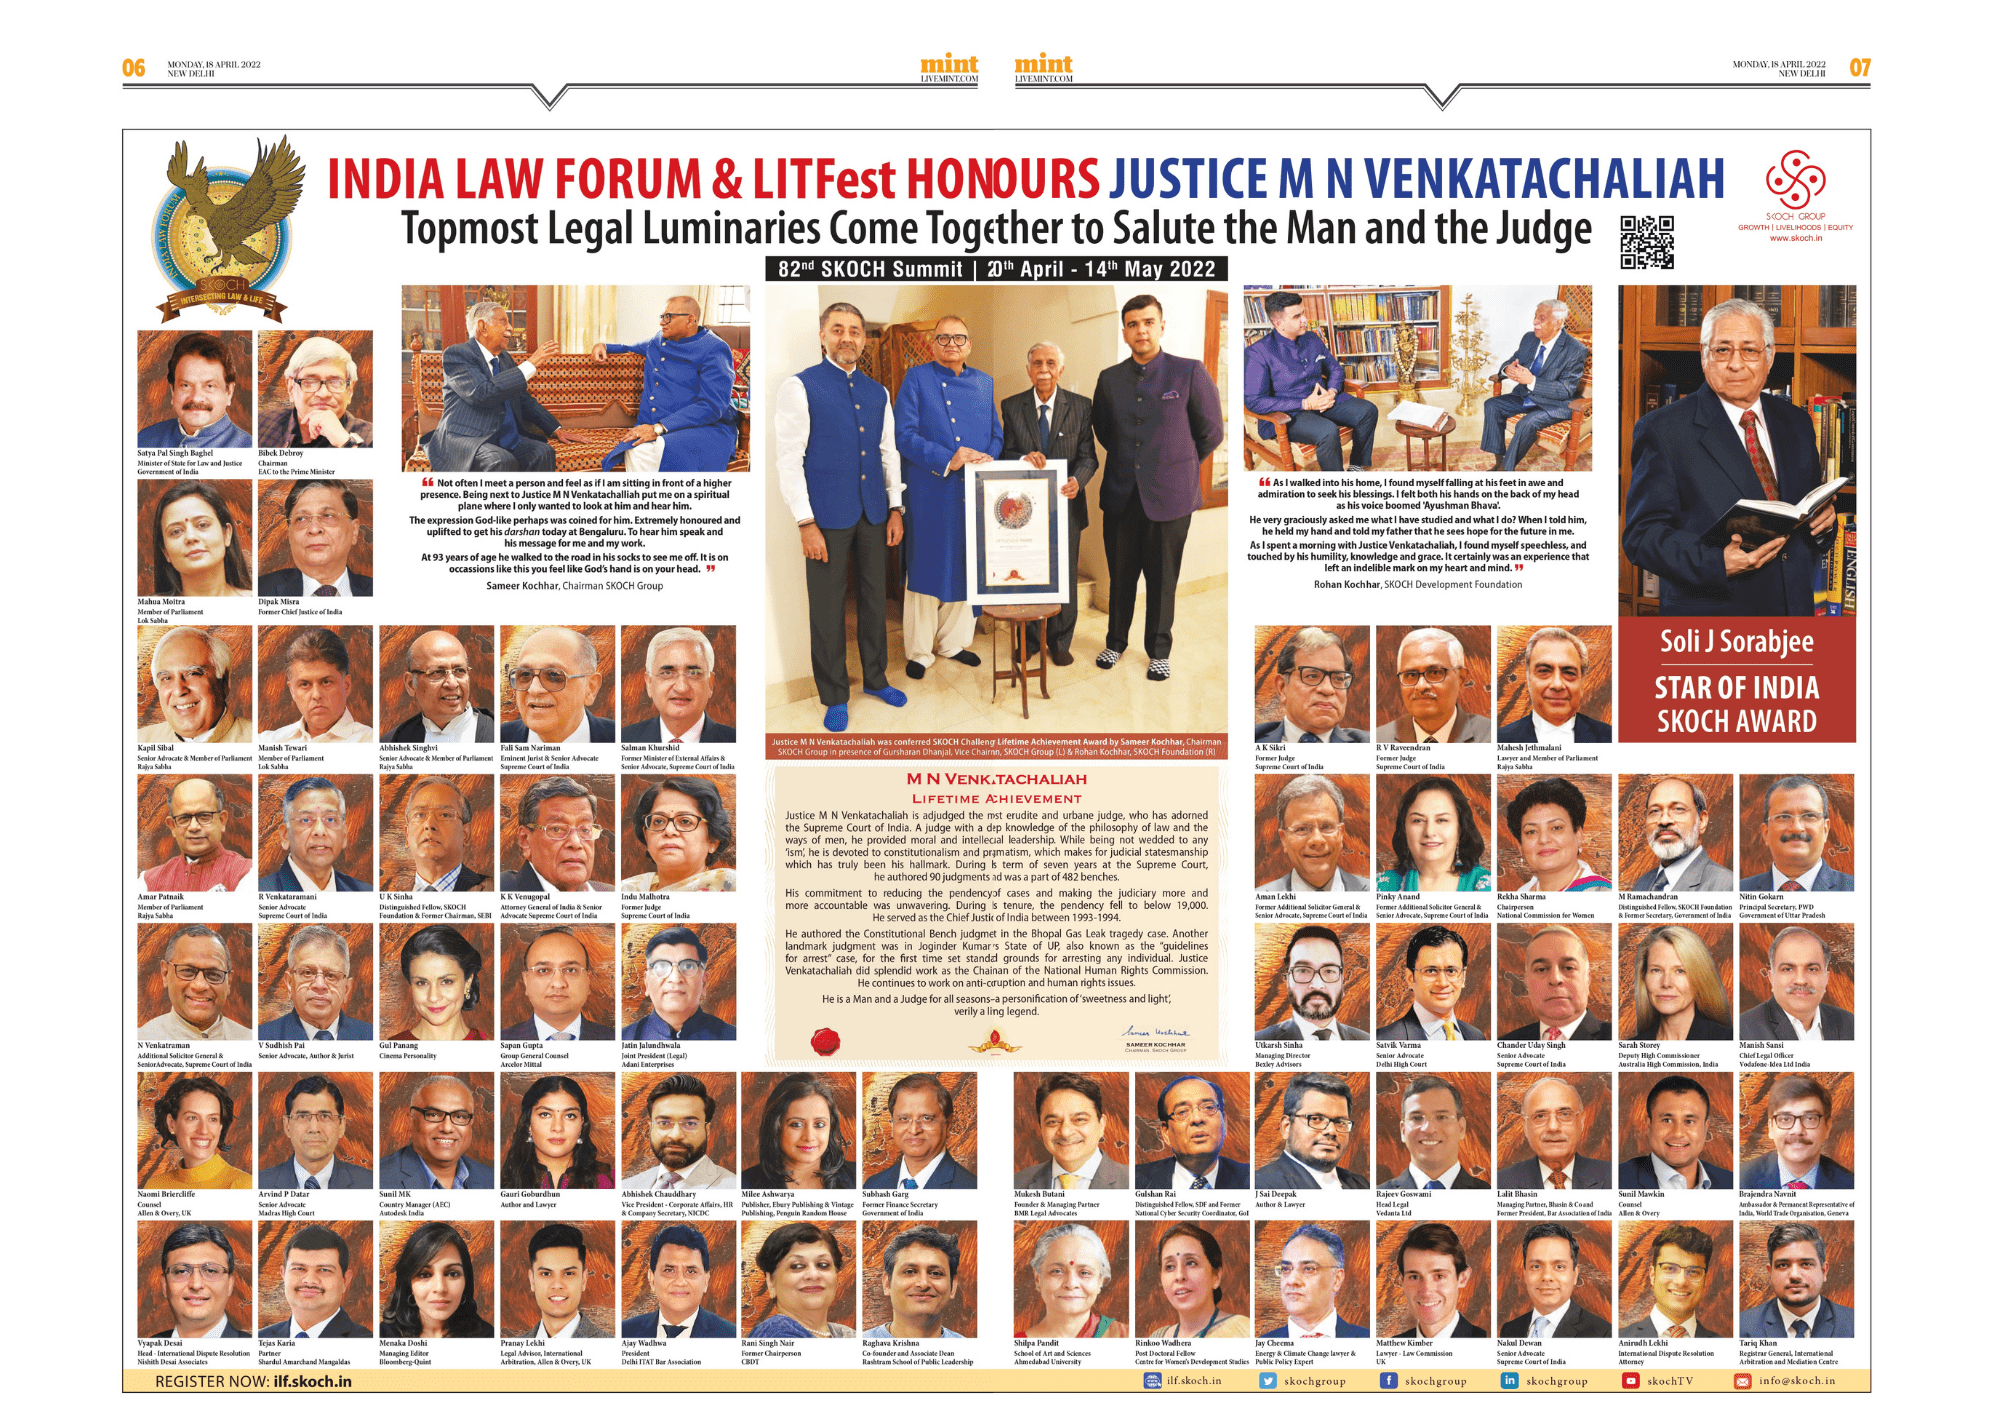 06
MONDAY, 18 APRIL 2022
NEW DELHI
mint
LIVEMINT.COM
mint
LIVEMINT.COM
MONDAY, 18 APRIL 2022
NEW DELHI
07
INDIA LAW FORUM
SKOCH
INTERSECTING LAW & LIFE
INDIA LAW FORUM & LITFest HONOURS JUSTICE M N VENKATACHALIAH
Topmost Legal Luminaries Come Together to Salute the Man and the Judge
82nd SKOCH Summit | 20th April - 14th May 2022
SKOCH GROUP
GROWTH | LIVELIHOODS | EQUITY
www.skoch.in
Satya Pal Singh Baghel
Minister of State for Law and Justice
Government of India
Bibek Debroy
Chairman
EAC to the Prime Minister
Mahua Moitra
Member of Parliament
Lok Sabha
Dipak Misra
Former Chief Justice of India
“ Not often I meet a person and feel as if I am sitting in front of a higher
presence. Being next to Justice M N Venkatachalliah put me on a spiritual
plane where I only wanted to look at him and hear him.
The expression God-like perhaps was coined for him. Extremely honoured and
uplifted to get his darshan today at Bengaluru. To hear him speak and
his message for me and my work.
At 93 years of age he walked to the road in his socks to see me off. It is on
occassions like this you feel like God's hand is on your head. ”
Sameer Kochhar, Chairman SKOCH Group
“ As I walked into his home, I found myself falling at his feet in awe and
admiration to seek his blessings. I felt both his hands on the back of my head
as his voice boomed 'Ayushman Bhava'.
He very graciously asked me what I have studied and what I do? When I told him,
he held my hand and told my father that he sees hope for the future in me.
As I spent a morning with Justice Venkatachaliah, I found myself speechless, and
touched by his humility, knowledge and grace. It certainly was an experience that
left an indelible mark on my heart and mind. ”
Rohan Kochhar, SKOCH Development Foundation
ENGLISH
Soli J Sorabjee
STAR OF INDIA
SKOCH AWARD
Justice M N Venkatachaliah was conferred SKOCH Challeng Lifetime Achievement Award by Sameer Kochhar, Chairman
SKOCH Group in presence of Gursharan Dhanjal, Vice Chairnn, SKOCH Group (L) & Rohan Kochhar, SKOCH Foundation (R)
M N VENKATACHALIAH
LIFETIME ACHIEVEMENT
Justice M N Venkatachaliah is adjudged the mst erudite and urbane judge, who has adorned
the Supreme Court of India. A judge with a dep knowledge of the philosophy of law and the
ways of men, he provided moral and intellecial leadership. While being not wedded to any
'ism', he is devoted to constitutionalism and prgmatism, which makes for judicial statesmanship
which has truly been his hallmark. During ls term of seven years at the Supreme Court,
he authored 90 judgments ad was a part of 482 benches.
His commitment to reducing the pendencyof cases and making the judiciary more and
more accountable was unwavering. During ls tenure, the pendency fell to below 19,000.
He served as the Chief Justic of India between 1993-1994.
He authored the Constitutional Bench judgmet in the Bhopal Gas Leak tragedy case. Another
landmark judgment was in Joginder Kumar's State of UP, also known as the "guidelines
for arrest" case, for the first time set standad grounds for arresting any individual. Justice
Venkatachaliah did splendid work as the Chainan of the National Human Rights Commission.
He continues to work on anti-cruption and human rights issues.
He is a Man and a Judge for all seasons–a personification of 'sweetness and light',
verily a ling legend.
Sameer Kochhar
SAMEER KOCHHAR
CHAIRMAN, SKOCH GROUP
Kapil Sibal
Senior Advocate & Member of Parliament
Rajya Sabha
Manish Tewari
Member of Parliament
Lok Sabha
Abhishek Singhvi
Senior Advocate & Member of Parliament
Rajya Sabha
Fali Sam Nariman
Eminent Jurist & Senior Advocate
Supreme Court of India
Salman Khurshid
Former Minister of External Affairs &
Senior Advocate, Supreme Court of India
A K Sikri
Former Judge
Supreme Court of India
R V Raveendran
Former Judge
Supreme Court of India
Mahesh Jethmalani
Lawyer and Member of Parliament
Rajya Sabha
Amar Patnaik
Member of Parliament
Rajya Sabha
R Venkataramani
Senior Advocate
Supreme Court of India
U K Sinha
Distinguished Fellow, SKOCH
Foundation & Former Chairman, SEBI
K K Venugopal
Attorney General of India & Senior
Advocate Supreme Court of India
Indu Malhotra
Former Judge
Supreme Court of India
Aman Lekhi
Former Additional Solicitor General &
Senior Advocate, Supreme Court of India
Pinky Anand
Former Additional Solicitor General &
Senior Advocate, Supreme Court of India
Rekha Sharma
Chairperson
National Commission for Women
M Ramachandran
Distinguished Fellow, SKOCH Foundation
& Former Secretary, Government of India
Nitin Gokarn
Principal Secretary, PWD
Government of Uttar Pradesh
N Venkatraman
Additional Solicitor General &
SeniorAdvocate, Supreme Court of India
V Sudhish Pai
Senior Advocate, Author & Jurist
Gul Panang
Cinema Personality
Sapan Gupta
Group General Counsel
Arcelor Mittal
Jatin Jalundhwala
Joint President (Legal)
Adani Enterprises
Utkarsh Sinha
Managing Director
Bexley Advisors
Satvik Varma
Senior Advocate
Delhi High Court
Chander Uday Singh
Senior Advocate
Supreme Court of India
Sarah Storey
Deputy High Commissioner
Australia High Commission, India
Manish Sansi
Chief Legal Officer
Vodafone-Idea Ltd India
Naomi Briercliffe
Counsel
Allen & Overy, UK
Arvind P Datar
Senior Advocate
Madras High Court
Sunil MK
Country Manager (AEC)
Autodesk India
Gauri Goburdhun
Author and Lawyer
Abhishek Chauddhary
Vice President - Corporate Affairs, HR
& Company Secretary, NICDC
Milee Ashwarya
Publisher, Ebury Publishing & Vintage
Publishing, Penguin Random House
Subhash Garg
Former Finance Secretary
Government of India
Mukesh Butani
Founder & Managing Partner
BMR Legal Advocates
Gulshan Rai
Distinguished Fellow, SDF and Former
National Cyber Security Coordinator, GoI
J Sai Deepak
Author & Lawyer
Rajeev Goswami
Head Legal
Vedanta Ltd
Lalit Bhasin
Managing Partner, Bhasin & Co and
Former President, Bar Association of India
Sunil Mawkin
Counsel
Allen & Overy
Brajendra Navnit
Ambassador & Permanent Representative of
India, World Trade Organisation, Geneva
Vyapak Desai
Head - International Dispute Resolution
Nishith Desai Associates
Tejas Karia
Partner
Shardul Amarchand Mangaldas
Menaka Doshi
Managing Editor
Bloomberg-Quint
Pranay Lekhi
Legal Advisor, International
Arbitration, Allen & Overy, UK
Ajay Wadhwa
President
Delhi ITAT Bar Association
Rani Singh Nair
Former Chairperson
CBDT
Raghava Krishna
Co-founder and Associate Dean
Rashtram School of Public Leadership
Shilpa Pandit
School of Art and Sciences
Ahmedabad University
Rinkoo Wadhera
Post Doctoral Fellow
Centre for Women's Development Studies
Jay Cheema
Energy & Climate Change lawyer &
Public Policy Expert
Matthew Kimber
Lawyer - Law Commission
UK
Nakul Dewan
Senior Advocate
Supreme Court of India
Anirudh Lekhi
International Dispute Resolution
Attorney
Tariq Khan
Registrar General, International
Arbitration and Mediation Centre
REGISTER NOW: ilf.skoch.in
ilf.skoch.in
skochgroup
skochgroup
skochgroup
skochTV
info@skoch.in